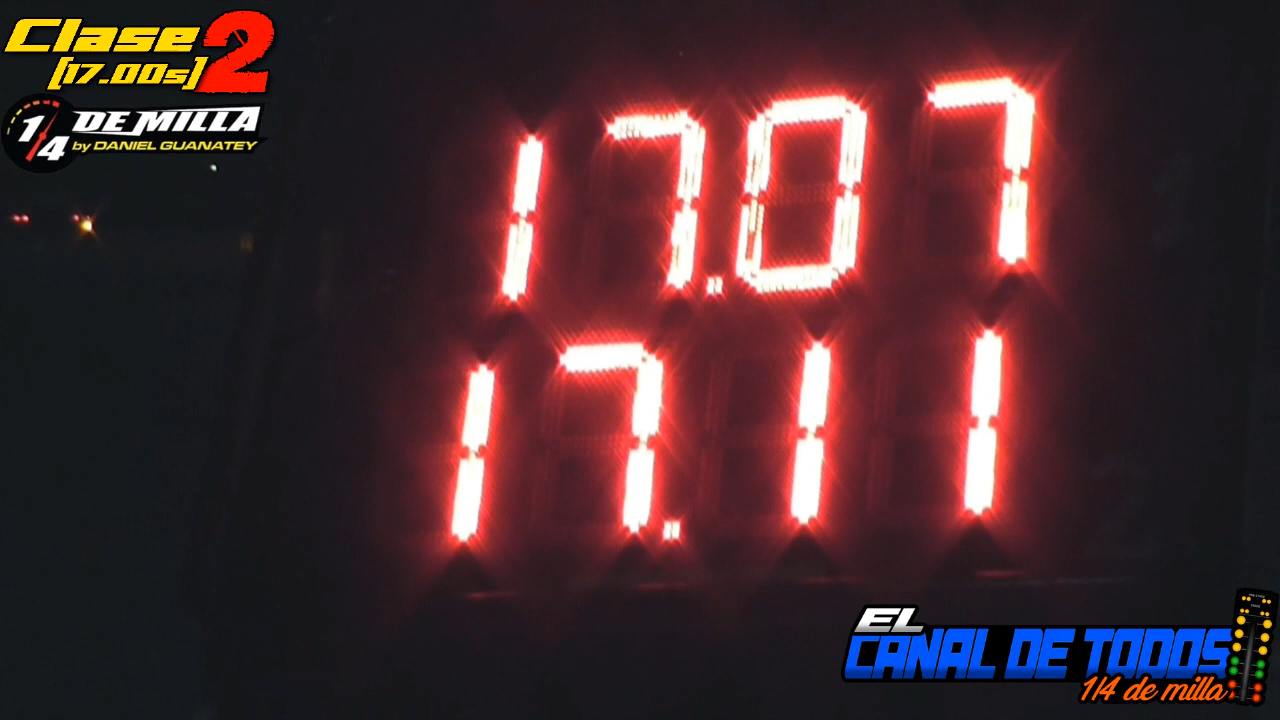 Clase 2
[17.00s]
1/4 DE MILLA
by DANIEL GUANATEY
17.07
17.11
EL
CANAL DE TODOS
1/4 de milla